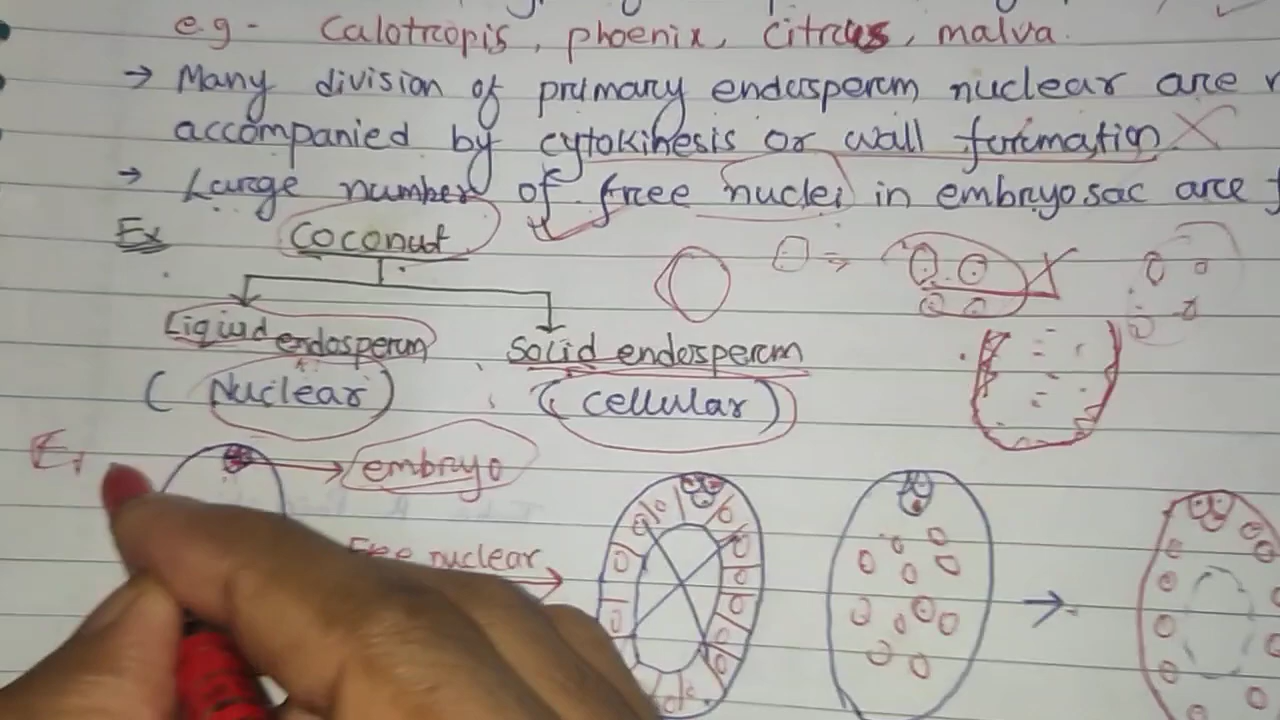 e.g - Calotropis, phoenix, citrus, malva.
→ Many division of primary endosperm nuclear are
accompanied by cytokinesis or wall formation X
→ Large number of free nuclei in embryosac are
Ex Coconut
Liqiud endosperm Solid endosperm
(Nuclear) (cellular)
embryo
Free nuclear